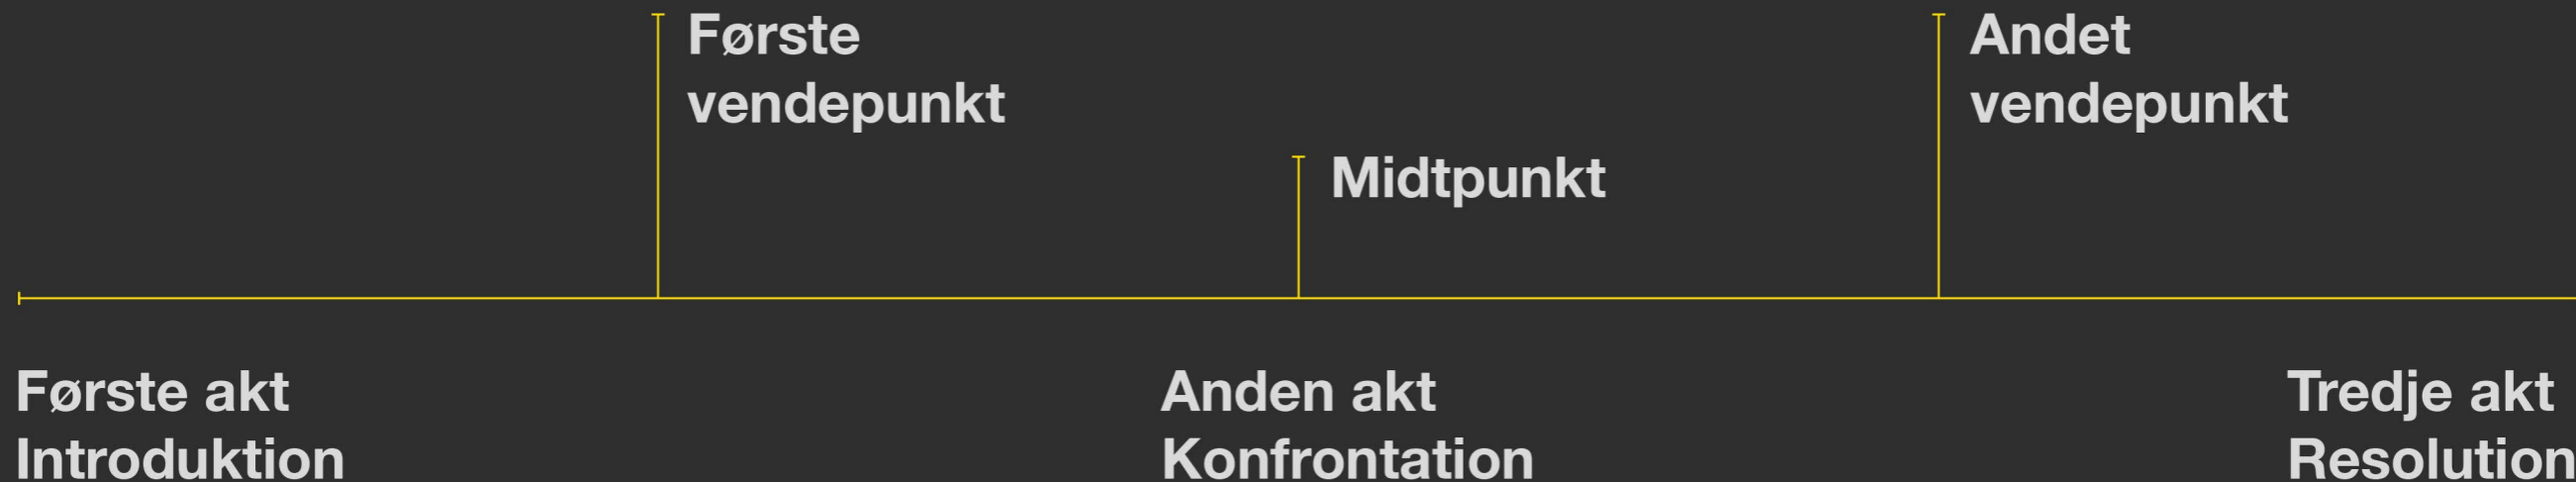 Første
vendepunkt
Andet
vendepunkt
Midtpunkt
Første akt
Introduktion
Anden akt
Konfrontation
Tredje akt
Resolution